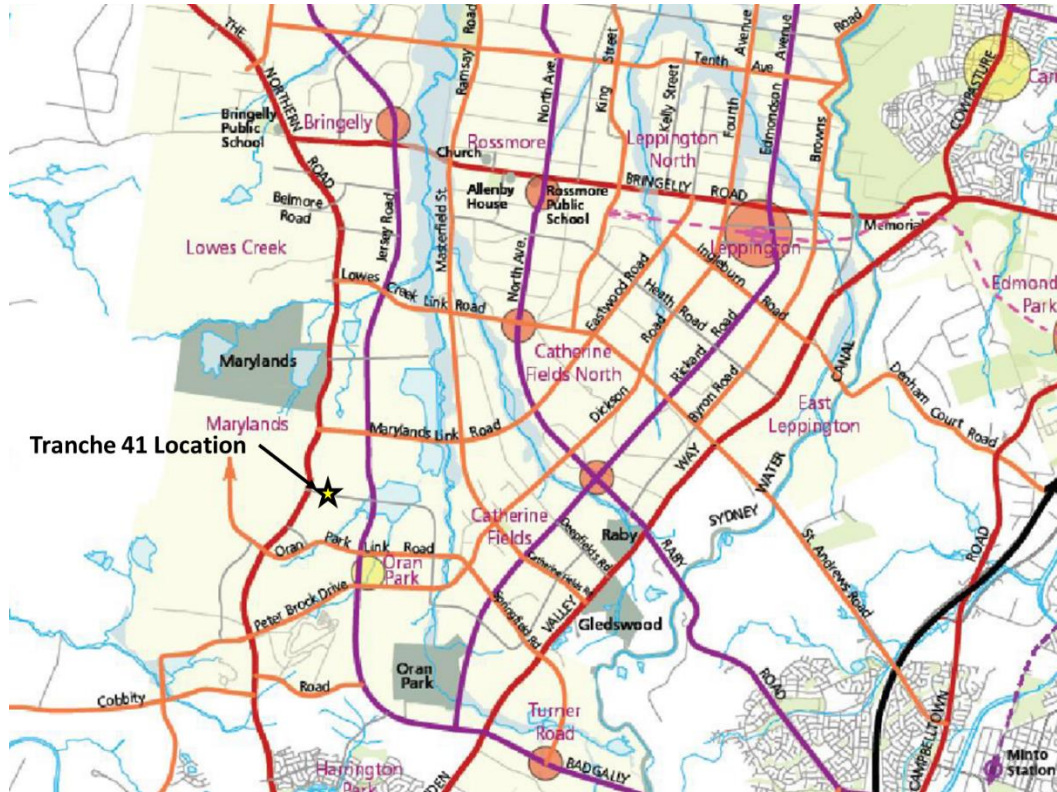 THE
NORTHERN
ROAD
Ramsay
Road
North Ave
King
Street
Kelly Street
Tenth Ave
Fourth
Avenue
Edmondson
Avenue
Browns
Road
COWPASTURE
Bringelly
Public
School
Bringelly
Church
Rossmore
Allenby
House
Rossmore
Public
School
Leppington
North
BRINGELLY ROAD
Belmore
Road
Lowes Creek
Jersey Road
Masterfield St.
North Ave.
Leppington
Memorial
Edmond
Park
Lowes Creek Link Road
Eastwood Road
Ingleburn Road
Heath Road
Dickson Road
Rickard Road
Byron Road
Catherine
Fields North
Marylands
Marylands
Marylands Link Road
Tranche 41 Location
East
Leppington
Denham Court Road
SYDNEY WATER CANAL
Catherine
Fields
Deepfields Rd
Catherine Fields Rd
Raby
RABY
ROAD
St. Andrews Road
Oran Park Link Road
Oran
Park
Peter Brock Drive
Springfield Rd
VALLEY
WAY
Gledswood
Oran
Park
Cobbity Road
Turner
Road
BADGALLY
Harrington
Park
DEN
CAMPBELLTOWN
ROAD
Minto
Station